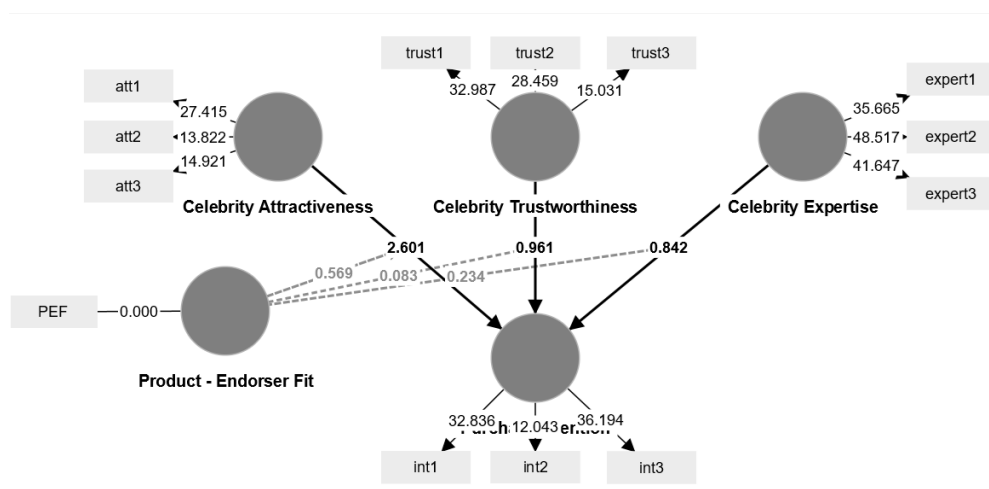 trust1
trust2
trust3
att1
att2
att3
expert1
expert2
expert3
32.987
28.459
15.031
27.415
13.822
14.921
35.665
48.517
41.647
Celebrity Attractiveness
Celebrity Trustworthiness
Celebrity Expertise
2.601
0.961
0.842
0.569
0.083
0.234
PEF
0.000
Product - Endorser Fit
32.836
12.043
36.194
int1
int2
int3